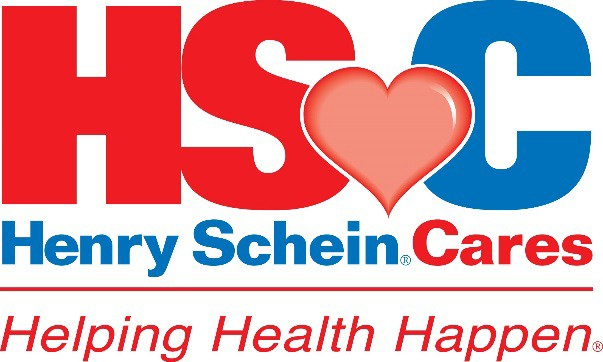 HSC
Henry Schein® Cares
Helping Health Happen®